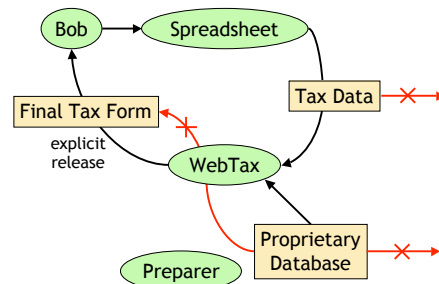 Bob
Spreadsheet
Tax Data
Final Tax Form
explicit
release
WebTax
Proprietary
Database
Preparer